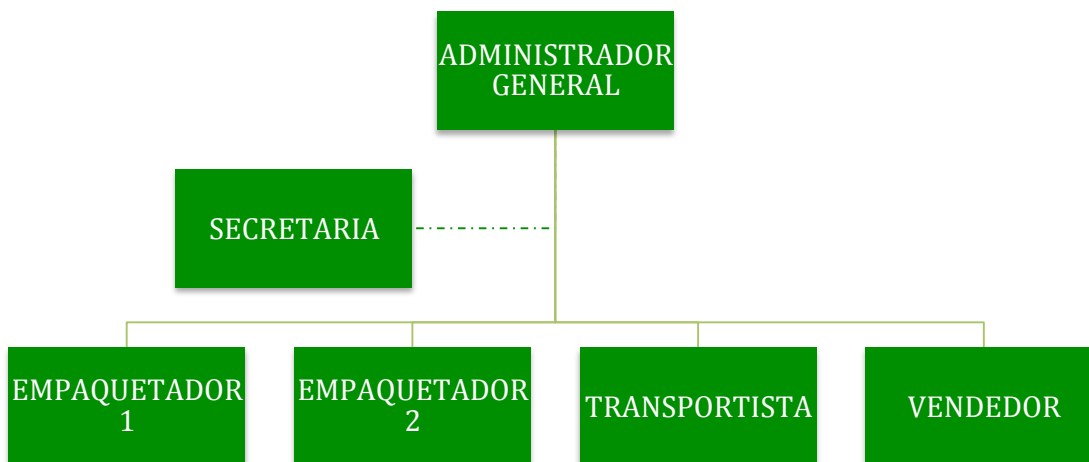 ADMINISTRADOR
GENERAL
SECRETARIA
EMPAQUETADOR
1
EMPAQUETADOR
2
TRANSPORTISTA
VENDEDOR